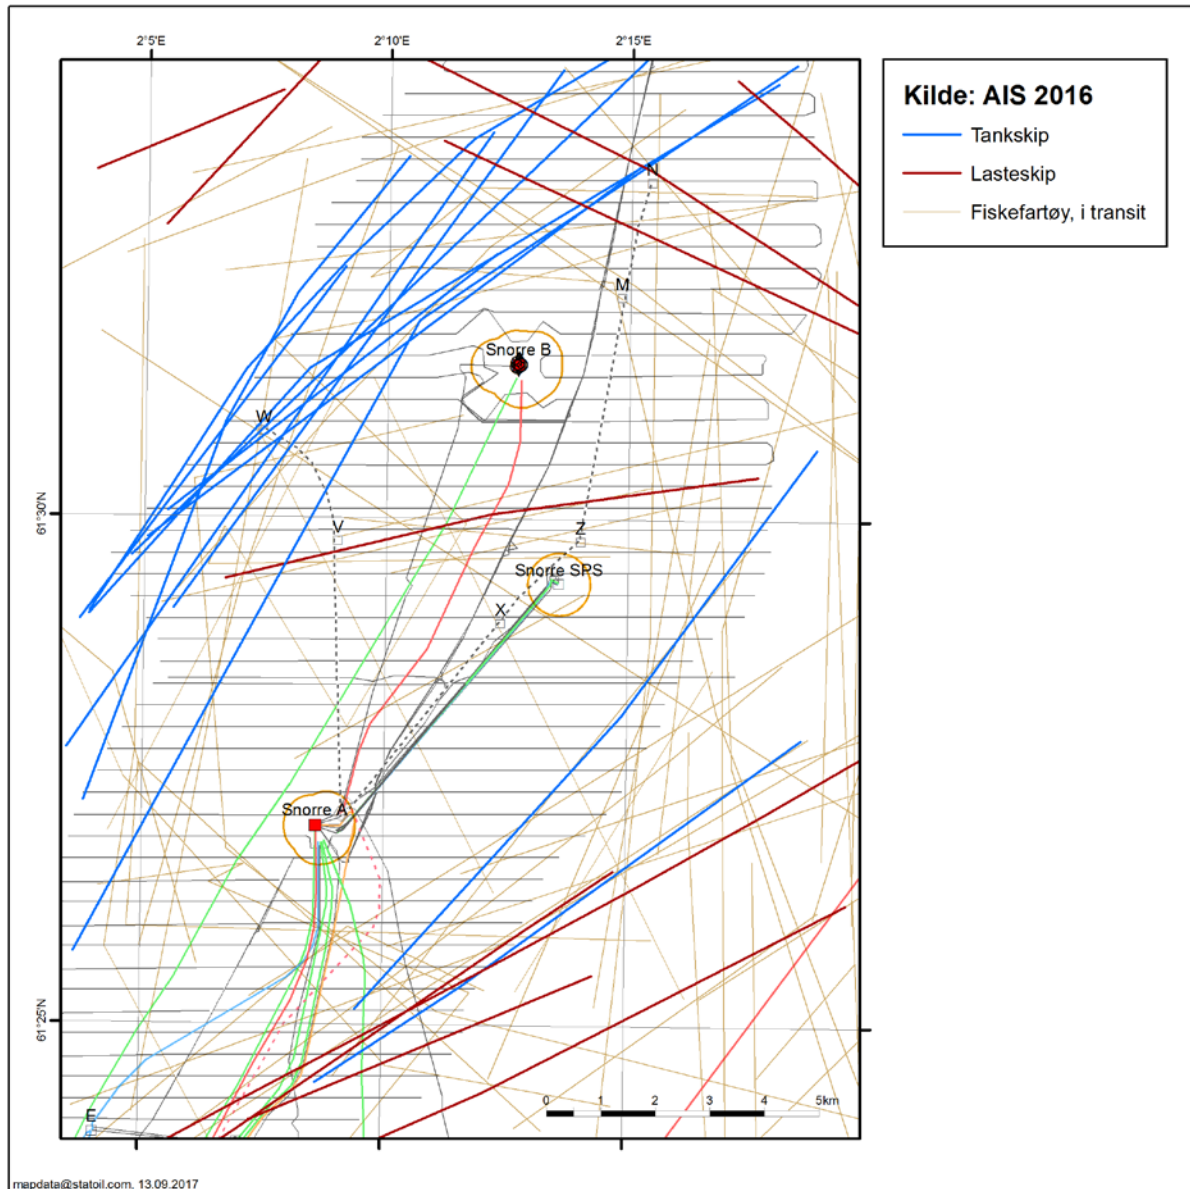 2°5'E
2°10'E
2°15'E
Kilde: AIS 2016
Tankskip
Lasteskip
Fiskefartøy, i transit
N
M
Snorre B
W
61°30'N
V
Z
Snorre SPS
X
Snorre A
61°25'N
0 1 2 3 4 5km
E
mapdata@statoil.com, 13.09.2017